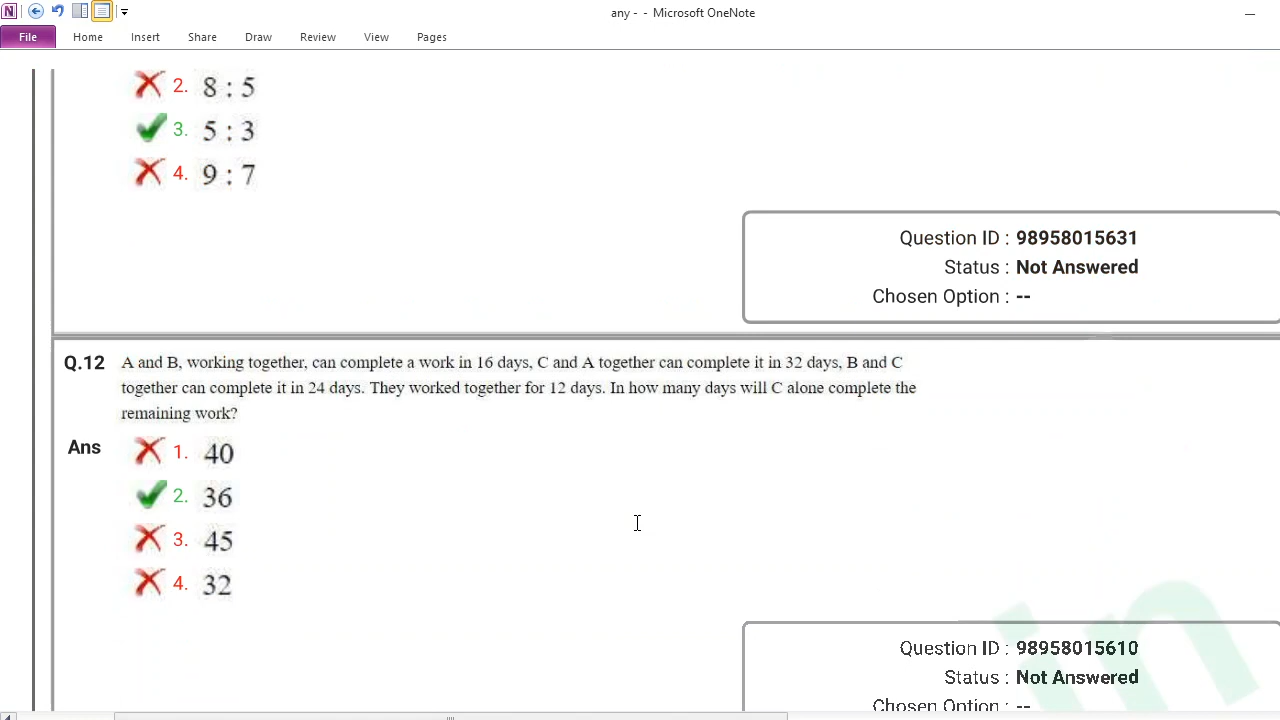 any - - Microsoft OneNote
File Home Insert Share Draw Review View Pages
2. 8 : 5
3. 5 : 3
4. 9 : 7
Question ID : 98958015631
Status : Not Answered
Chosen Option : --
Q.12 A and B, working together, can complete a work in 16 days, C and A together can complete it in 32 days, B and C
together can complete it in 24 days. They worked together for 12 days. In how many days will C alone complete the
remaining work?
Ans
1. 40
2. 36
3. 45
4. 32
Question ID : 98958015610
Status : Not Answered
Chosen Option : --
in